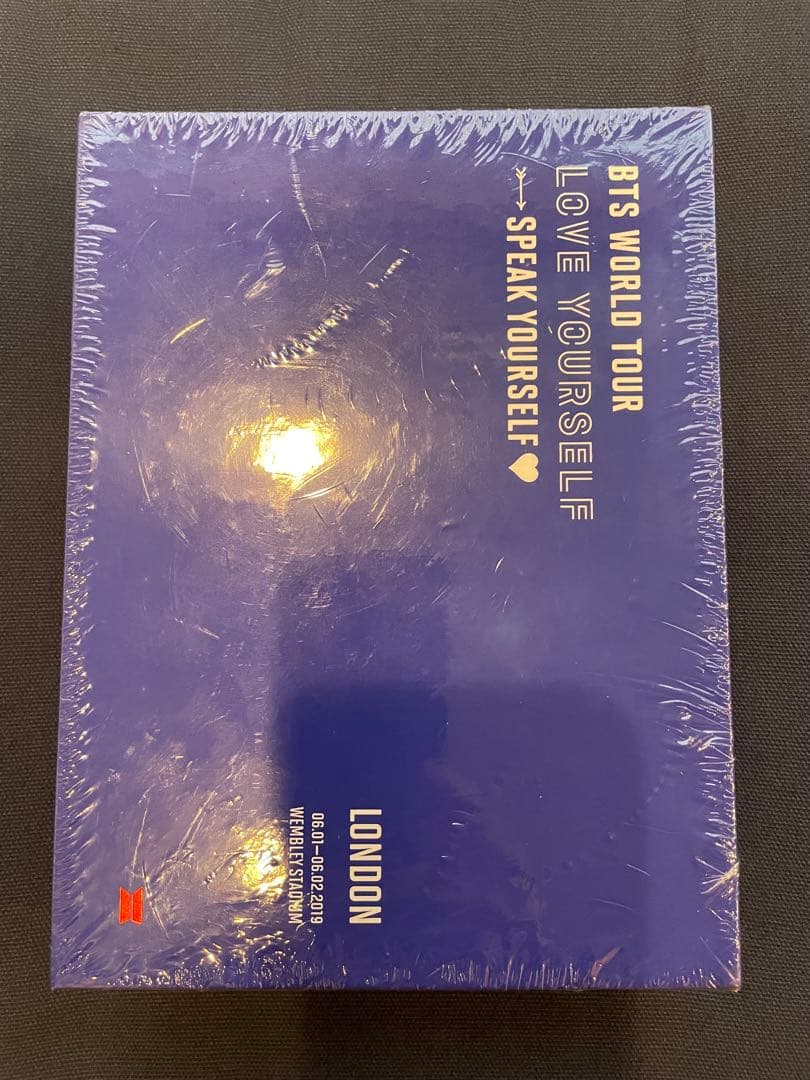 BTS WORLD TOUR
LOVE YOURSELF
SPEAK YOURSELF
LONDON
06.01–06.02.2019
WEMBLEY STADIUM